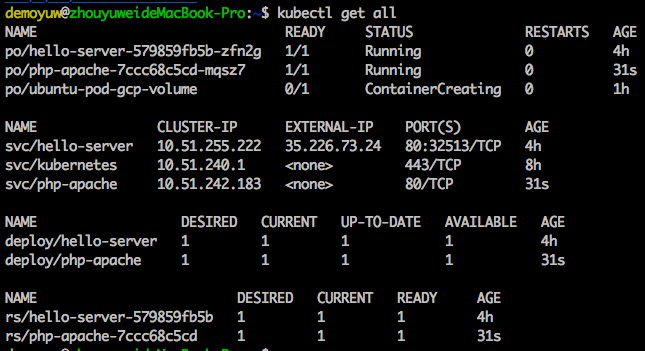 demoyuw@zhouyuweideMacBook-Pro:~$ kubectl get all
NAME READY STATUS RESTARTS AGE
po/hello-server-579859fb5b-zfn2g 1/1 Running 0 4h
po/php-apache-7ccc68c5cd-mqsz7 1/1 Running 0 31s
po/ubuntu-pod-gcp-volume 0/1 ContainerCreating 0 1h
NAME CLUSTER-IP EXTERNAL-IP PORT(S) AGE
svc/hello-server 10.51.255.222 35.226.73.24 80:32513/TCP 4h
svc/kubernetes 10.51.240.1 <none> 443/TCP 8h
svc/php-apache 10.51.242.183 <none> 80/TCP 31s
NAME DESIRED CURRENT UP-TO-DATE AVAILABLE AGE
deploy/hello-server 1 1 1 1 4h
deploy/php-apache 1 1 1 1 31s
NAME DESIRED CURRENT READY AGE
rs/hello-server-579859fb5b 1 1 1 4h
rs/php-apache-7ccc68c5cd 1 1 1 31s